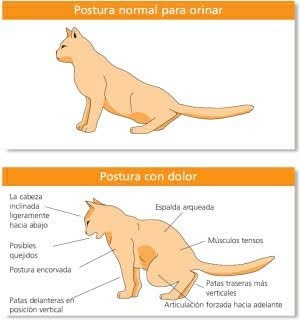 Postura normal para orinar
Postura con dolor
La cabeza
inclinada
ligeramente
hacia abajo
Espalda arqueada
Músculos tensos
Posibles
quejidos
Postura encorvada
Patas traseras más
verticales
Patas delanteras en
posición vertical
Articulación forzada hacia adelante